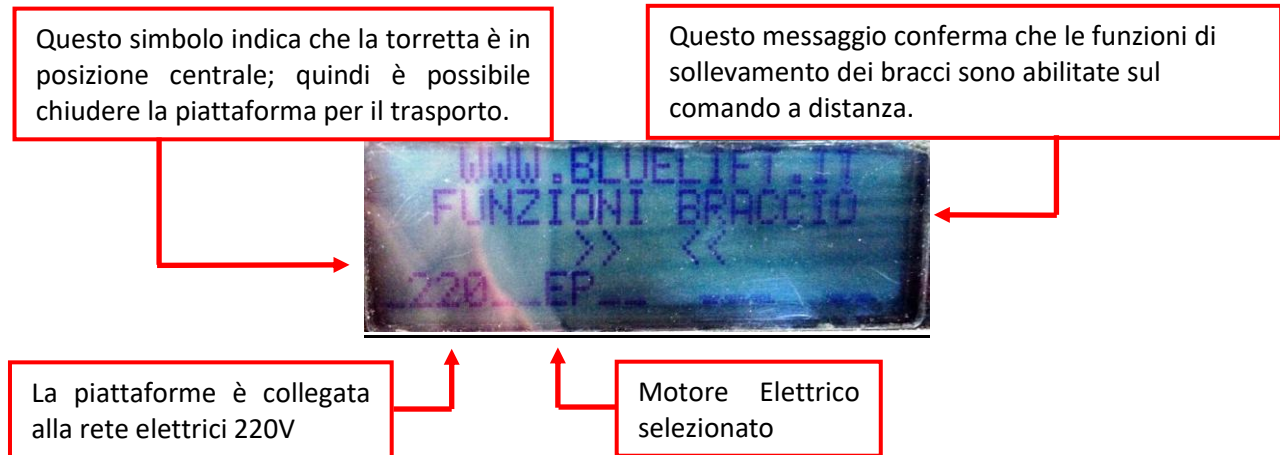 Questo simbolo indica che la torretta è in
posizione centrale; quindi è possibile
chiudere la piattaforma per il trasporto.
Questo messaggio conferma che le funzioni di
sollevamento dei bracci sono abilitate sul
comando a distanza.
WWW.BLUELIFT.IT
FUNZIONI BRACCIO
>> <<
_220__EP__ ___ __
La piattaforme è collegata
alla rete elettrici 220V
Motore Elettrico
selezionato